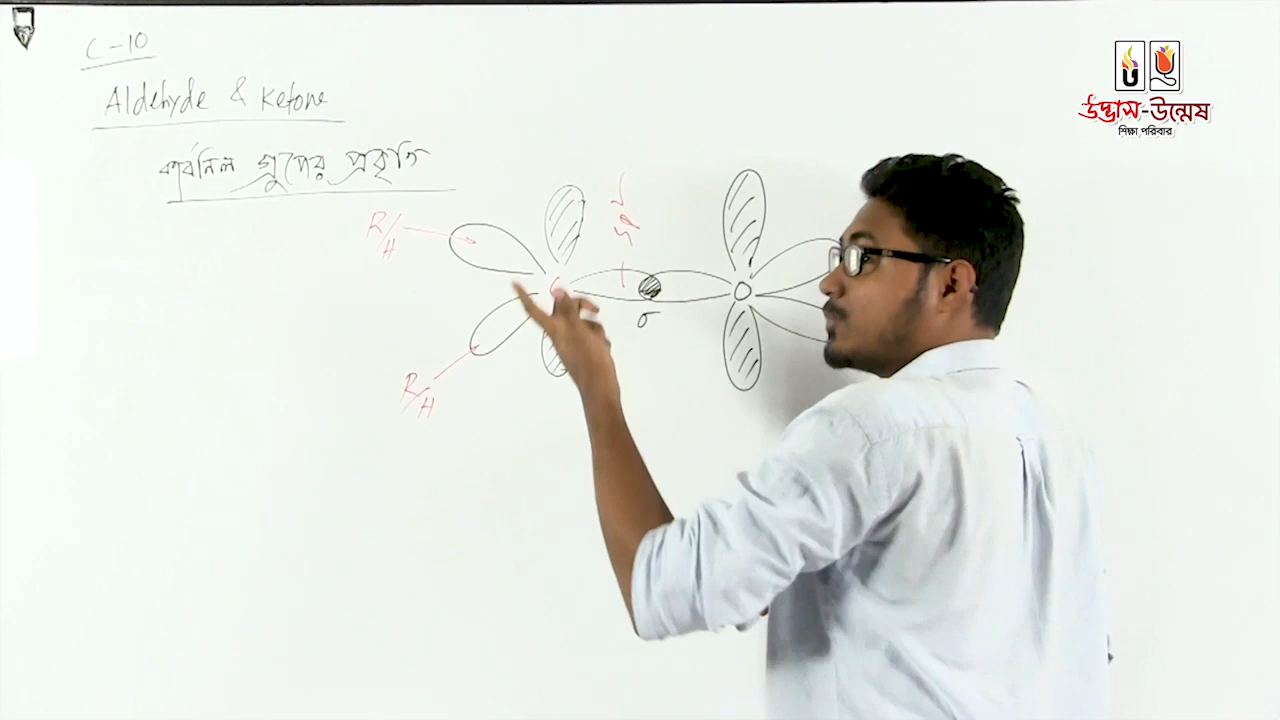 C-10
Aldehyde & Ketone
কার্বনিল গ্রুপের প্রকৃতি
উদ্ভাস-উন্মেষ
শিক্ষা পরিবার
R/H
O
σ
R/H